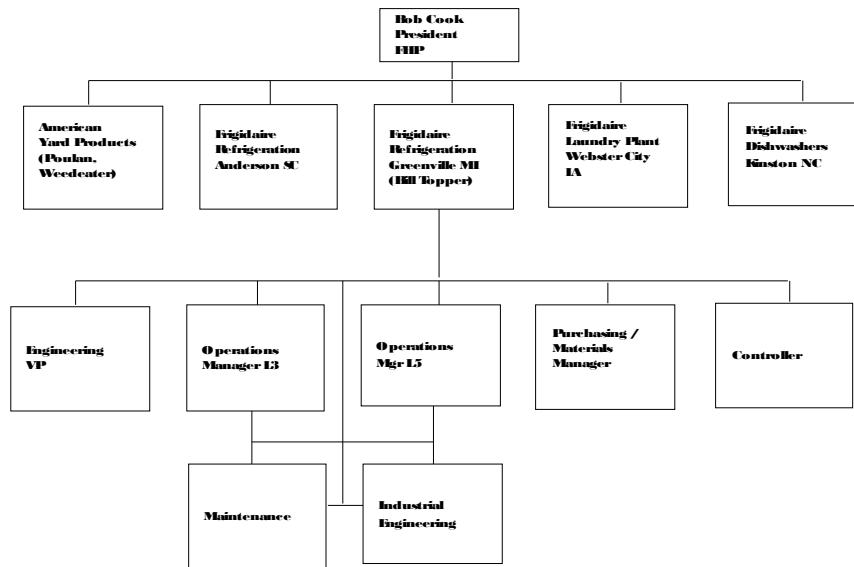 Bob Cook
President
FHP
American
Yard Products
(Poulan,
Weedeater)
Frigidaire
Refrigeration
Anderson SC
Frigidaire
Refrigeration
Greenville MI
(Bill Topper)
Frigidaire
Laundry Plant
Webster City
IA
Frigidaire
Dishwashers
Kinston NC
Engineering
VP
Operations
Manager L3
Operations
Mgr L5
Purchasing /
Materials
Manager
Controller
Maintenance
Industrial
Engineering